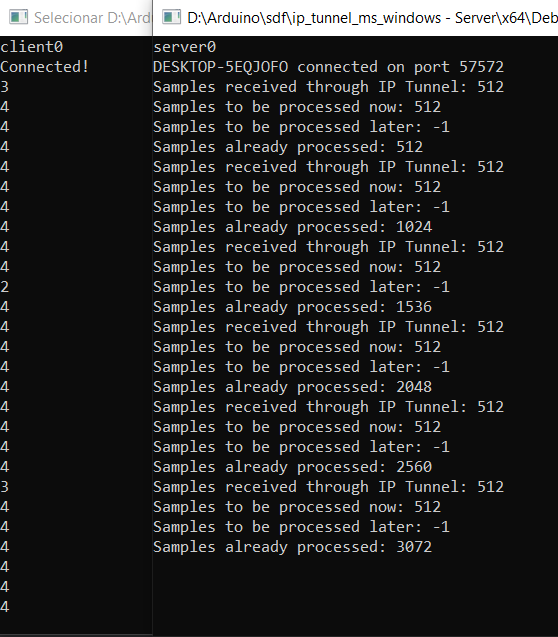 Selecionar D:\Ard
client0
Connected!
3
4
4
4
4
4
4
4
4
4
2
4
4
4
4
4
4
4
4
4
3
4
4
4
4
4
4
D:\Arduino\sdf\ip_tunnel_ms_windows - Server\x64\Deb
server0
DESKTOP-5EQJOFO connected on port 57572
Samples received through IP Tunnel: 512
Samples to be processed now: 512
Samples to be processed later: -1
Samples already processed: 512
Samples received through IP Tunnel: 512
Samples to be processed now: 512
Samples to be processed later: -1
Samples already processed: 1024
Samples received through IP Tunnel: 512
Samples to be processed now: 512
Samples to be processed later: -1
Samples already processed: 1536
Samples received through IP Tunnel: 512
Samples to be processed now: 512
Samples to be processed later: -1
Samples already processed: 2048
Samples received through IP Tunnel: 512
Samples to be processed now: 512
Samples to be processed later: -1
Samples already processed: 2560
Samples received through IP Tunnel: 512
Samples to be processed now: 512
Samples to be processed later: -1
Samples already processed: 3072